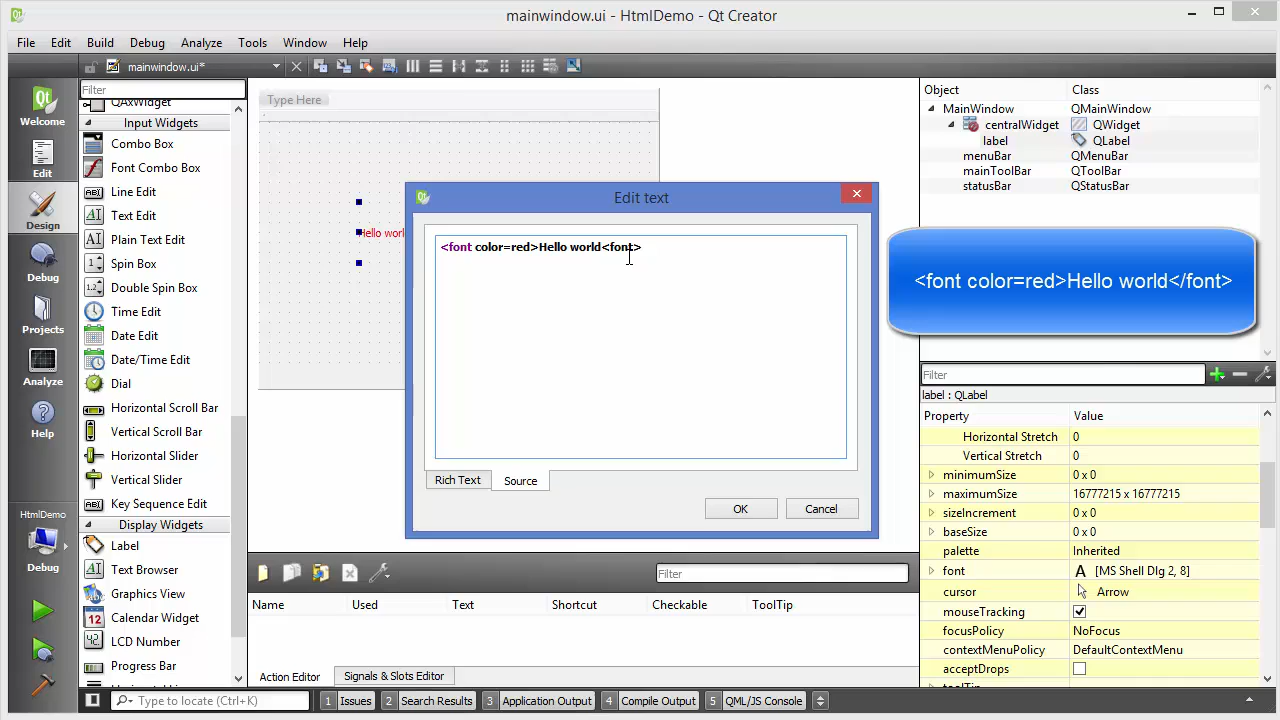 mainwindow.ui - HtmlDemo - Qt Creator
File Edit Build Debug Tools Analyze Window Help
mainwindow.ui*
Filter
QAxWidget
Input Widgets
Combo Box
Font Combo Box
Line Edit
Text Edit
Plain Text Edit
Spin Box
Double Spin Box
Time Edit
Date Edit
Date/Time Edit
Dial
Horizontal Scroll Bar
Vertical Scroll Bar
Horizontal Slider
Vertical Slider
Key Sequence Edit
Display Widgets
Label
Text Browser
Graphics View
Calendar Widget
LCD Number
Progress Bar
Qt
Welcome
Edit
Design
Debug
Projects
Analyze
Help
HtmlDemo
Debug
Type Here
Hello worl
Edit text
<font color=red>Hello world<font>
Rich Text Source
OK Cancel
Object Class
MainWindow QMainWindow
centralWidget QWidget
label QLabel
menuBar QMenuBar
mainToolBar QToolBar
statusBar QStatusBar
<font color=red>Hello world</font>
Filter
label : QLabel
Property Value
Horizontal Stretch 0
Vertical Stretch 0
minimumSize 0 x 0
maximumSize 16777215 x 16777215
sizeIncrement 0 x 0
baseSize 0 x 0
palette Inherited
font A [MS Shell Dlg 2, 8]
cursor Arrow
mouseTracking
focusPolicy NoFocus
contextMenuPolicy DefaultContextMenu
acceptDrops
Filter
Name Used Text Shortcut Checkable ToolTip
Action Editor Signals & Slots Editor
Type to locate (Ctrl+K) 1 Issues 2 Search Results 3 Application Output 4 Compile Output 5 QML/JS Console